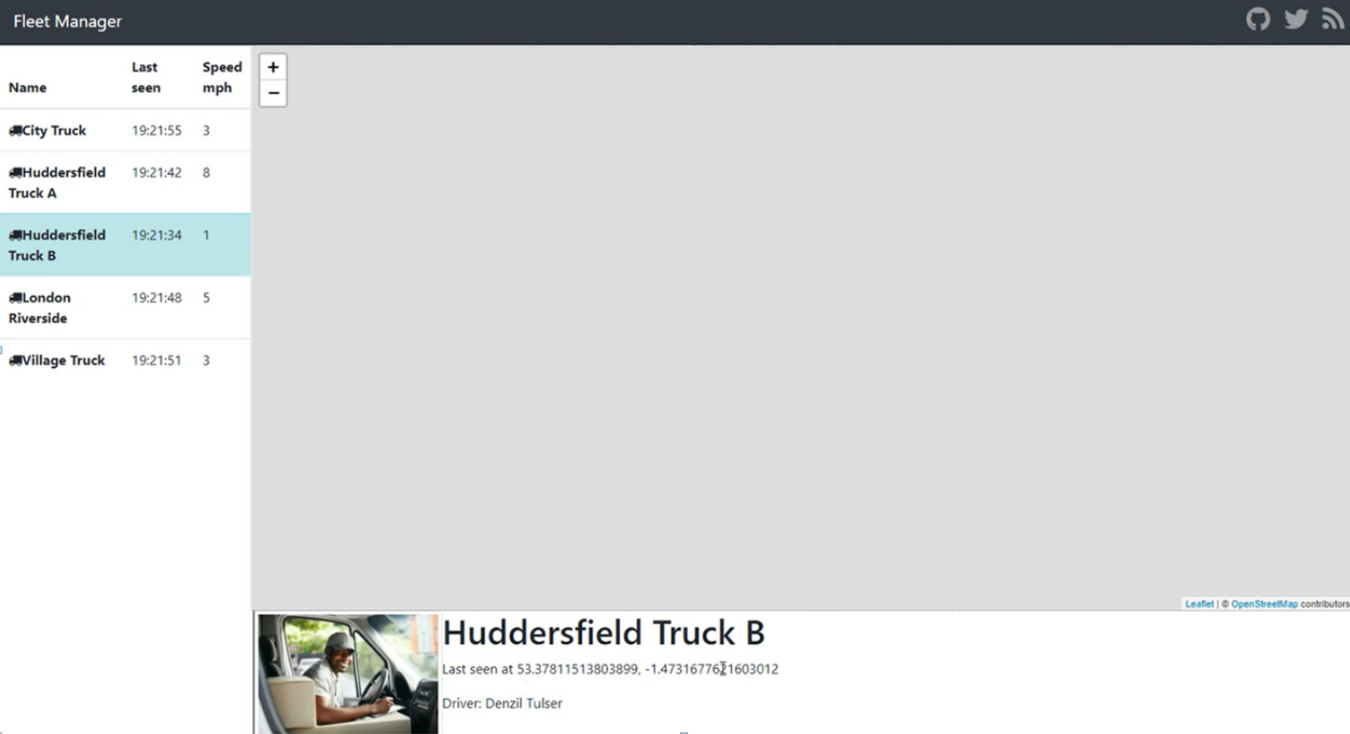 Fleet Manager
Name
Last
seen
Speed
mph
+
−
City Truck 19:21:55 3
Huddersfield 19:21:42 8
Truck A
Huddersfield 19:21:34 1
Truck B
London 19:21:48 5
Riverside
Village Truck 19:21:51 3
Leaflet | © OpenStreetMap contributors
Huddersfield Truck B
Last seen at 53.37811513803899,
Driver: Denzil Tulser